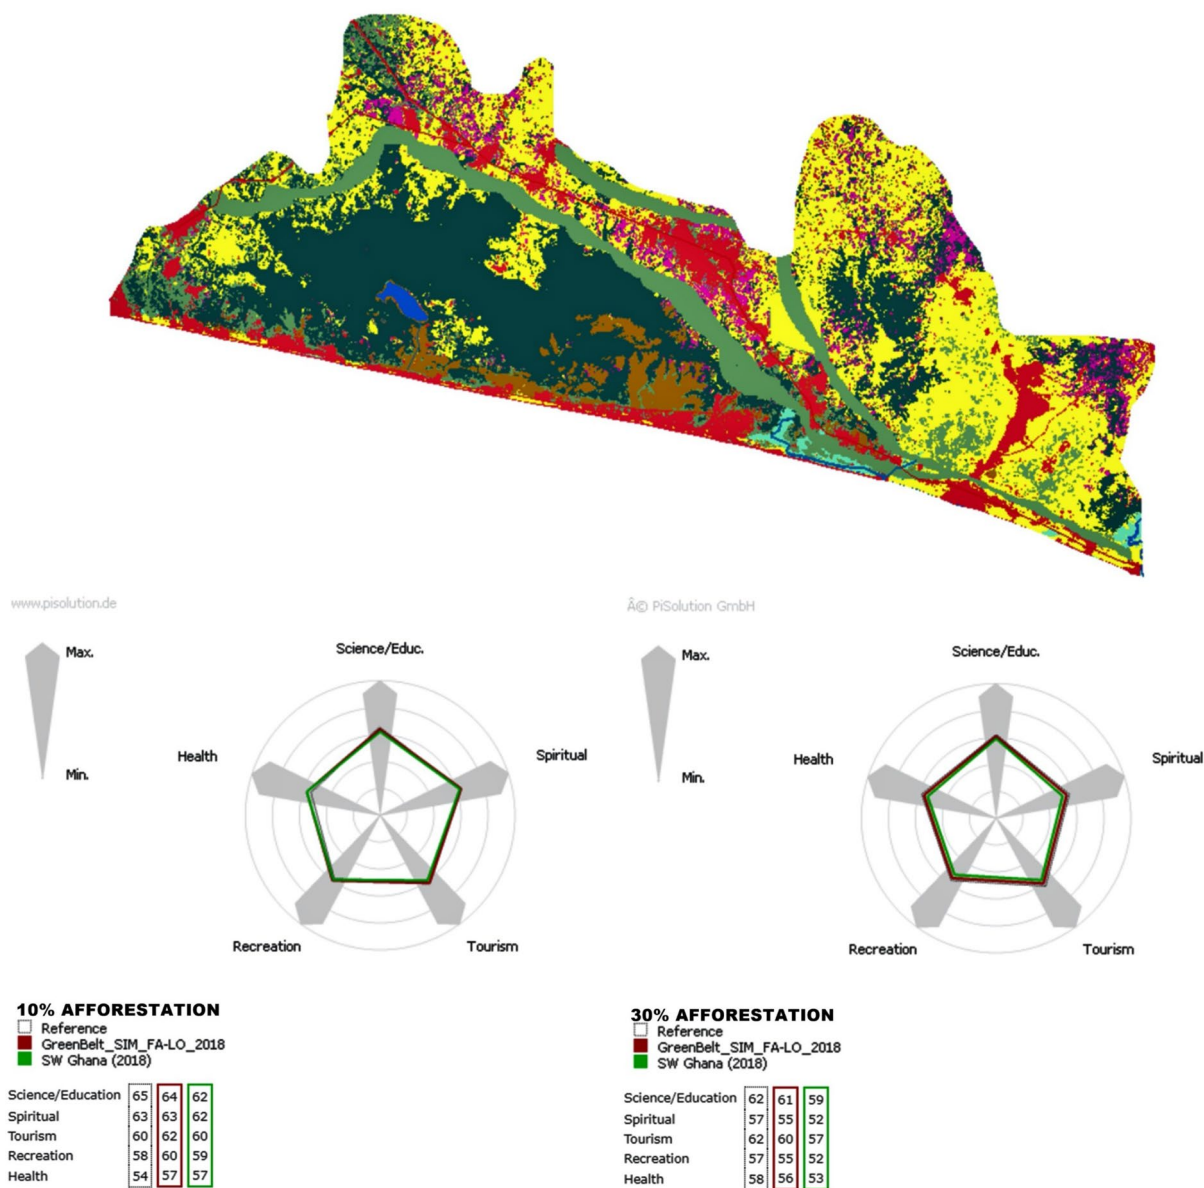 www.pisolution.de
Â© PiSolution GmbH
Max.
Min.
Science/Educ.
Spiritual
Tourism
Recreation
Health
Max.
Min.
Science/Educ.
Spiritual
Tourism
Recreation
Health
10% AFFORESTATION
Reference
GreenBelt_SIM_FA-LO_2018
SW Ghana (2018)
Science/Education 65 64 62
Spiritual 63 63 62
Tourism 60 62 60
Recreation 58 60 59
Health 54 57 57
30% AFFORESTATION
Reference
GreenBelt_SIM_FA-LO_2018
SW Ghana (2018)
Science/Education 62 61 59
Spiritual 57 55 52
Tourism 62 60 57
Recreation 57 55 52
Health 58 56 53